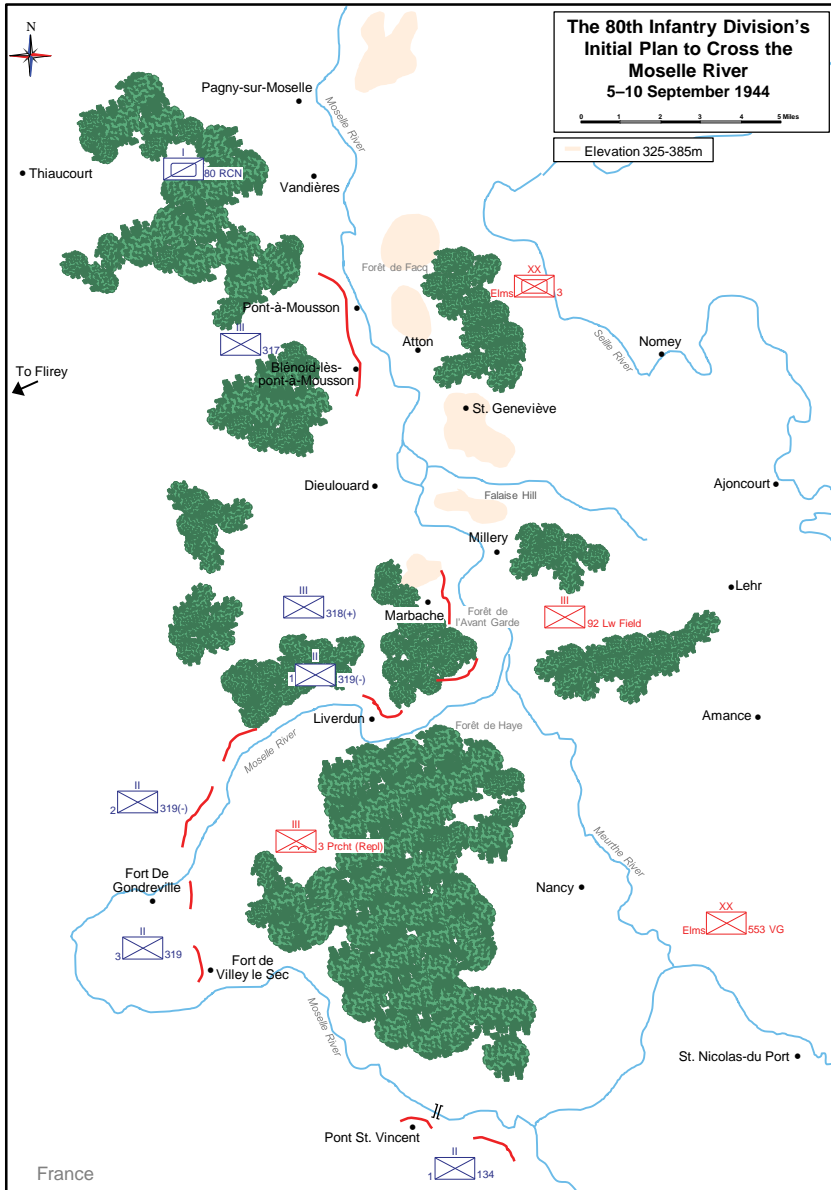 The 80th Infantry Division's
Initial Plan to Cross the
Moselle River
5–10 September 1944
0 1 2 3 4 5 Miles
Elevation 325-385m
N
Pagny-sur-Moselle
Moselle River
Thiaucourt
I
80 RCN
Vandières
Forêt de Facq
XX
Elms 3
Pont-à-Mousson
III
317
Atton
Nomey
Seille River
To Flirey
Blénoid-lès-
pont-à-Mousson
St. Geneviève
Dieulouard
Ajoncourt
Falaise Hill
Millery
Lehr
III
318(+)
Marbache
Forêt de
l'Avant Garde
III
92 Lw Field
II
1 319(-)
Liverdun
Forêt de Haye
Amance
Moselle River
II
2 319(-)
III
3 Prcht (Repl)
Meurthe River
Fort De
Gondreville
Nancy
XX
Elms 553 VG
II
3 319
Fort de
Villey le Sec
Moselle River
St. Nicolas-du Port
Pont St. Vincent
II
1 134
France